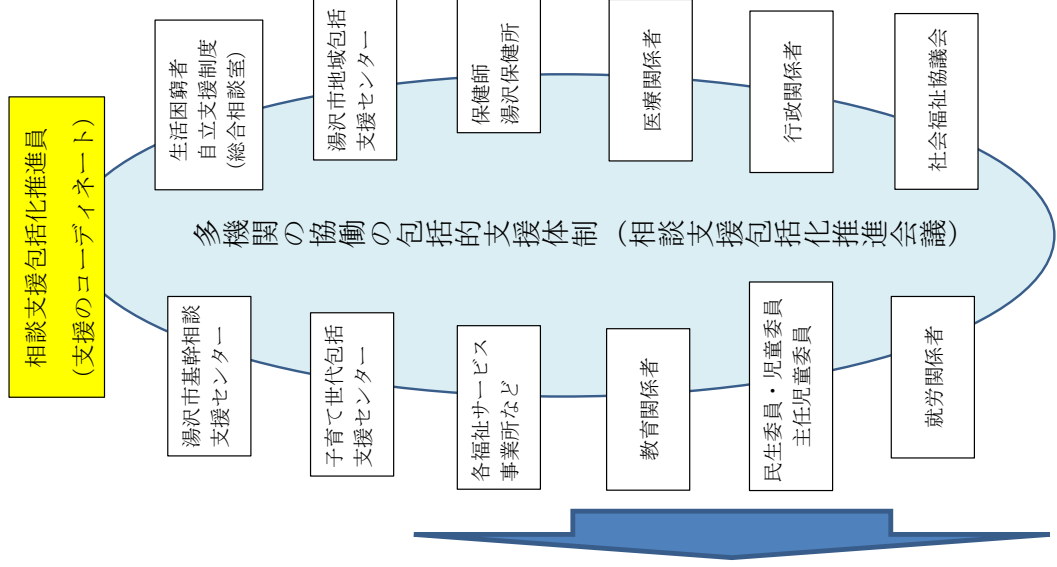 相談支援包括化推進員
(支援のコーディネート)
生活困窮者
自立支援制度
(総合相談室)
湯沢市地域包括
支援センター
保健師
湯沢保健所
医療関係者
行政関係者
社会福祉協議会
多機関の協働の包括的支援体制（相談支援包括化推進会議）
湯沢市基幹相談
支援センター
子育て世代包括
支援センター
各福祉サービス
事業所など
教育関係者
民生委員・児童委員
主任児童委員
就労関係者